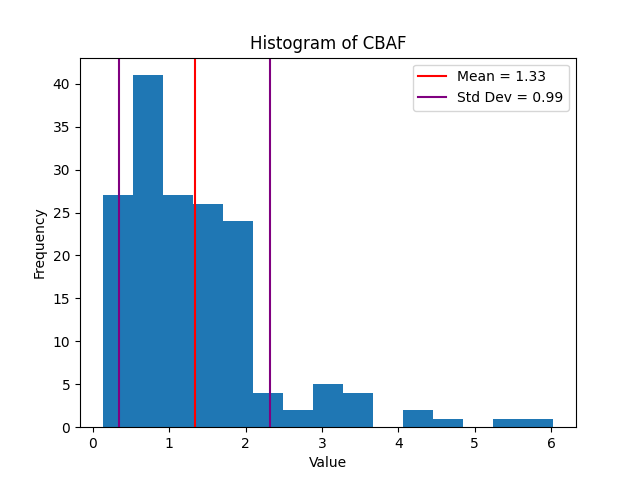 Histogram of CBAF
Mean = 1.33
Std Dev = 0.99
40
35
30
25
20
15
10
5
0
Frequency
0 1 2 3 4 5 6
Value